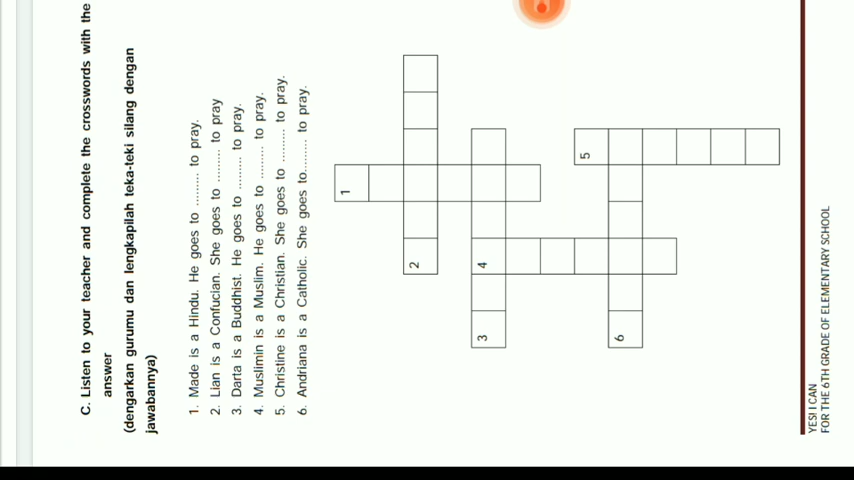 C. Listen to your teacher and complete the crosswords with the
answer
(dengarkan gurumu dan lengkapilah teka-teki silang dengan
jawabannya)
1. Made is a Hindu. He goes to ......... to pray.
2. Lian is a Confucian. She goes to ......... to pray
3. Darta is a Buddhist. He goes to ......... to pray.
4. Muslimin is a Muslim. He goes to ......... to pray.
5. Christine is a Christian. She goes to ......... to pray.
6. Andriana is a Catholic. She goes to......... to pray.
1
2
3
4
5
6
YES! I CAN
FOR THE 6TH GRADE OF ELEMENTARY SCHOOL